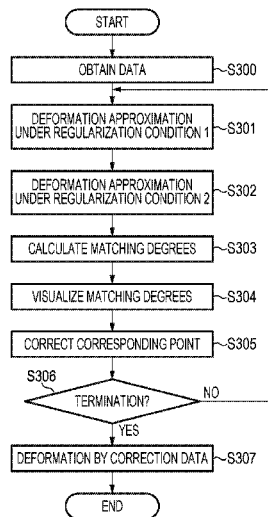 START
OBTAIN DATA
S300
DEFORMATION APPROXIMATION
UNDER REGULARIZATION CONDITION 1
S301
DEFORMATION APPROXIMATION
UNDER REGULARIZATION CONDITION 2
S302
CALCULATE MATCHING DEGREES
S303
VISUALIZE MATCHING DEGREES
S304
CORRECT CORRESPONDING POINT
S305
S306
TERMINATION?
NO
YES
DEFORMATION BY CORRECTION DATA
S307
END